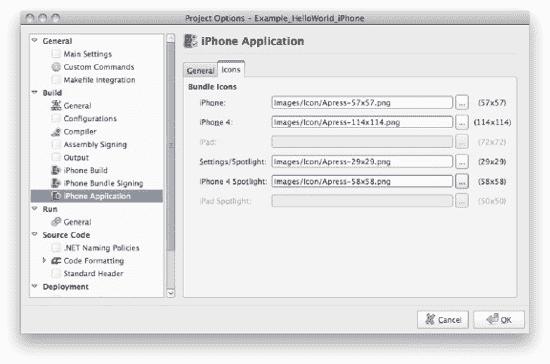 Project Options – Example_HelloWorld_iPhone
General
Main Settings
Custom Commands
Makefile Integration
Build
General
Configurations
Compiler
Assembly Signing
Output
iPhone Build
iPhone Bundle Signing
iPhone Application
Run
General
Source Code
.NET Naming Policies
Code Formatting
Standard Header
Deployment
iPhone Application
General Icons
Bundle Icons
iPhone: Images/Icon/Apress-57x57.png ... (57x57)
iPhone 4: Images/Icon/Apress-114x114.png ... (114x114)
iPad: ... (72x72)
Settings/Spotlight: Images/Icon/Apress-29x29.png ... (29x29)
iPhone 4 Spotlight: Images/Icon/Apress-58x58.png ... (58x58)
iPad Spotlight: ... (50x50)
Cancel OK